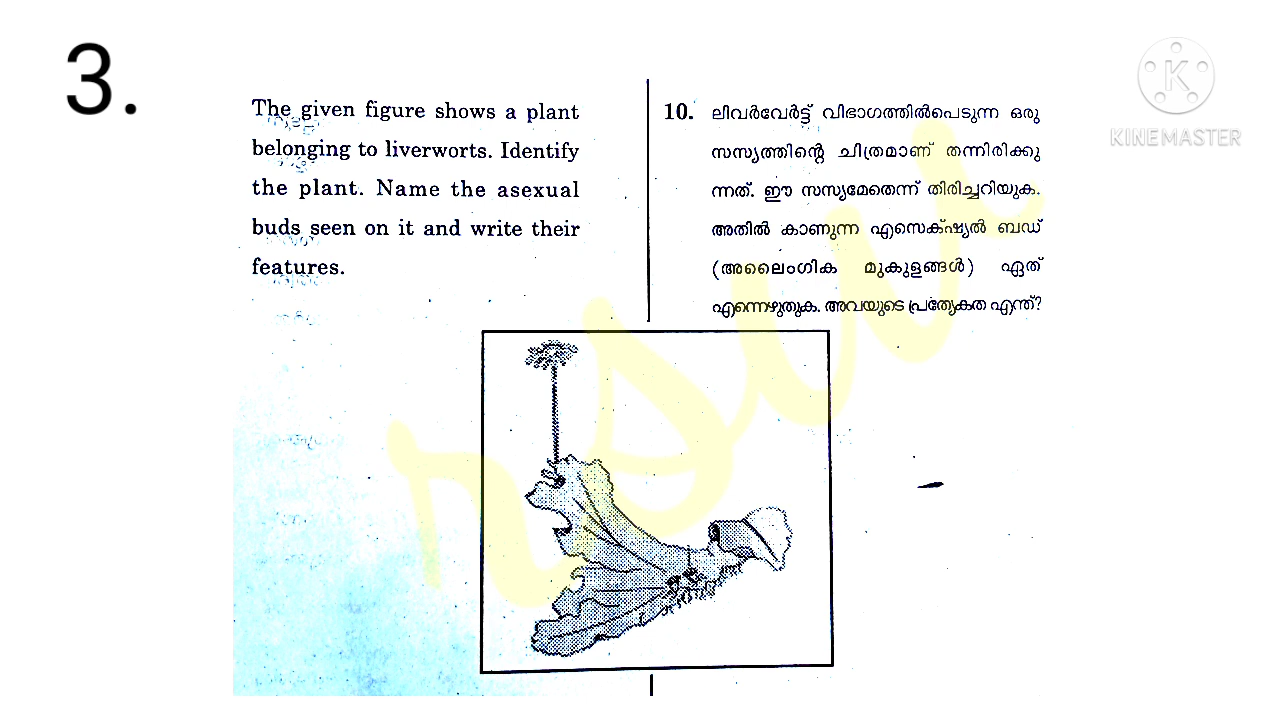 3.
The given figure shows a plant
belonging to liverworts. Identify
the plant. Name the asexual
buds seen on it and write their
features.
10. ലിവർവേർട്ട് വിഭാഗത്തിൽപെടുന്ന ഒരു
സസ്യത്തിന്റെ ചിത്രമാണ് തന്നിരിക്കു
ന്നത്. ഈ സസ്യമേതെന്ന് തിരിച്ചറിയുക.
അതിൽ കാണുന്ന എസെക്ഷ്യൽ ബഡ്
(അലൈംഗിക മുകുളങ്ങൾ) ഏത്
എന്നെഴുതുക. അവയുടെ പ്രത്യേകത എന്ത്?
K
KINEMASTER
rsw